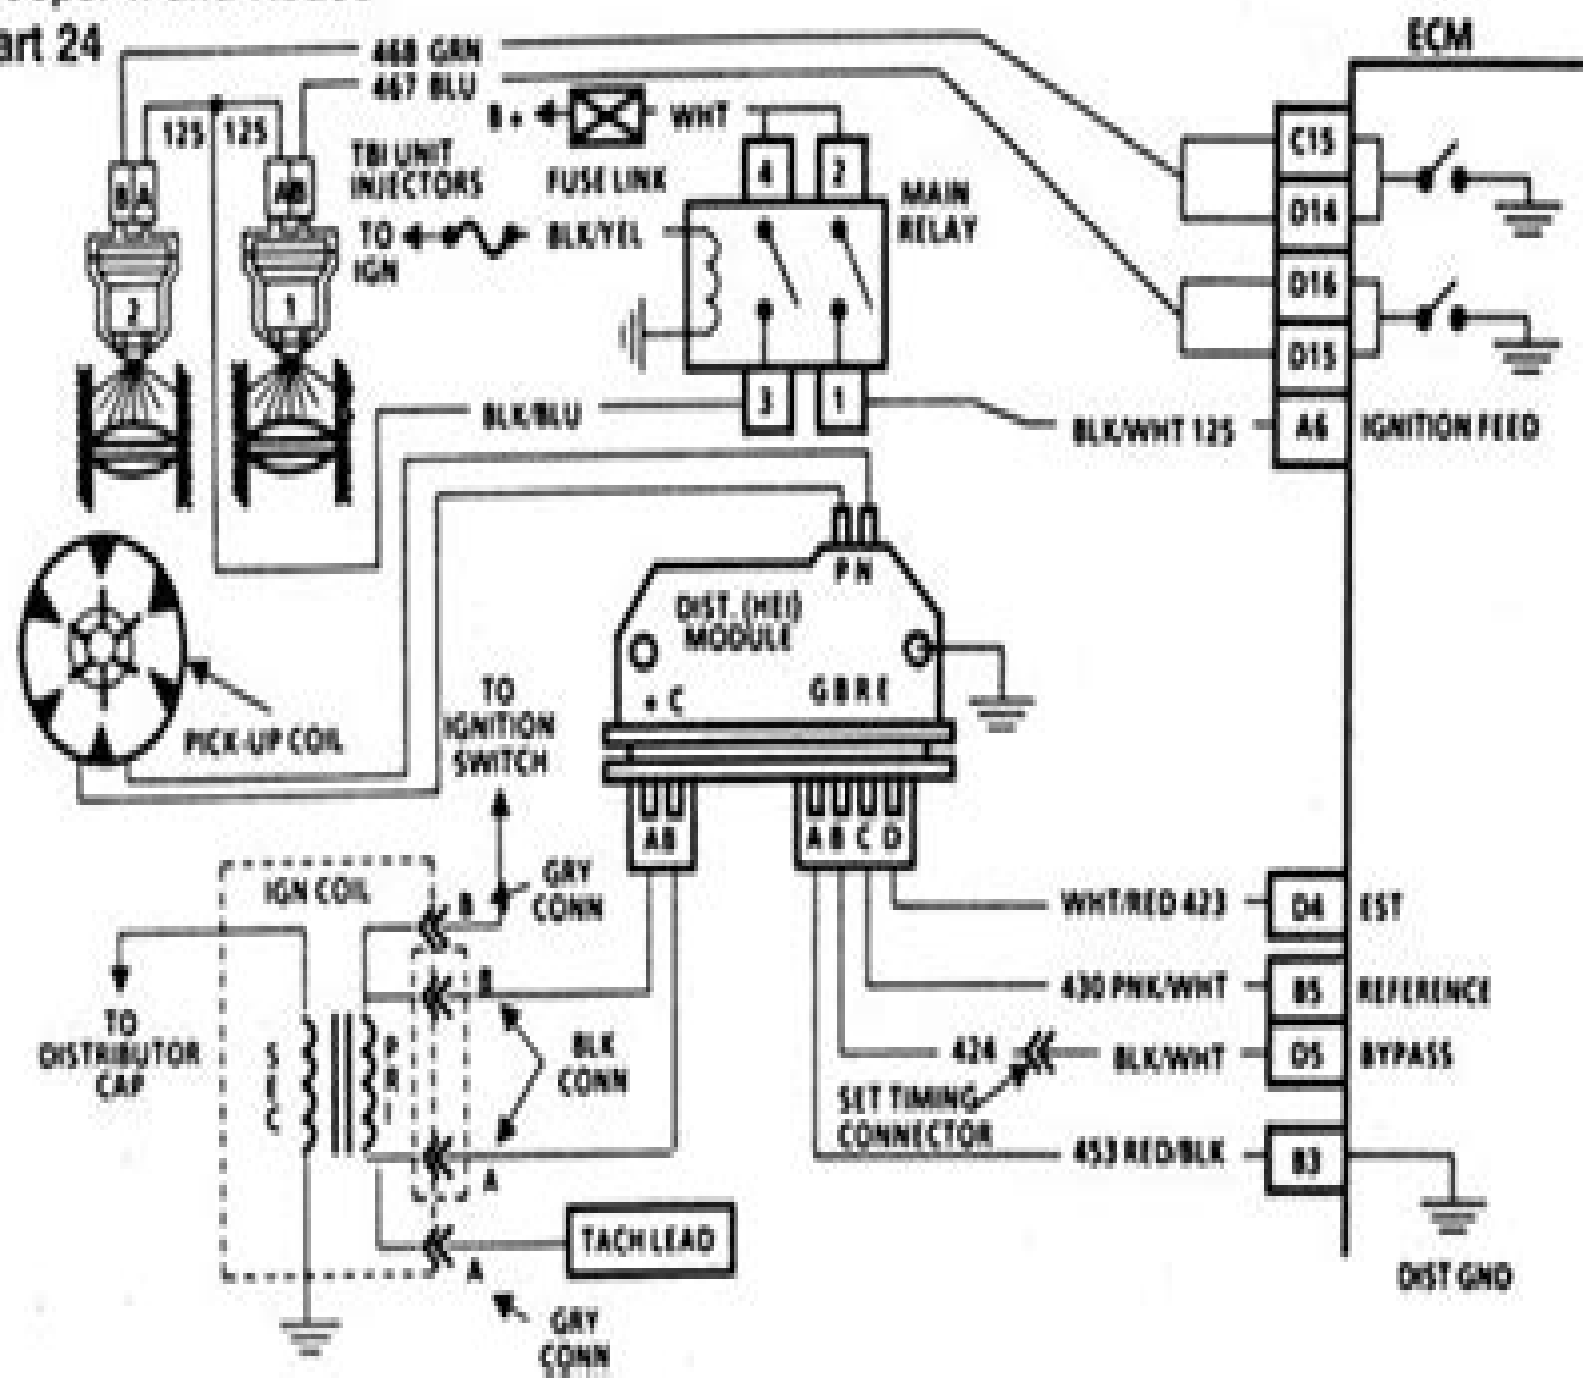 art 24
ECM
468 GRN
467 BLU
125 125
B+
WHT
FUSE LINK
TBI UNIT
INJECTORS
B A
A B
2
1
TO
IGN
BLK/YEL
4
2
MAIN
RELAY
3
1
BLK/BLU
C15
D14
D16
D15
BLK/WHT 125
A6
IGNITION FEED
P N
DIST. (HEI)
MODULE
+ C
G B R E
PICK-UP COIL
TO
IGNITION
SWITCH
A B
A B C D
IGN COIL
B
GRY
CONN
B
BLK
CONN
TO
DISTRIBUTOR
CAP
SEC
PRI
A
TACH LEAD
A
GRY
CONN
WHT/RED 423
D4
EST
430 PNK/WHT
B5
REFERENCE
424
BLK/WHT
D5
BYPASS
SET TIMING
CONNECTOR
453 RED/BLK
B3
DIST GND